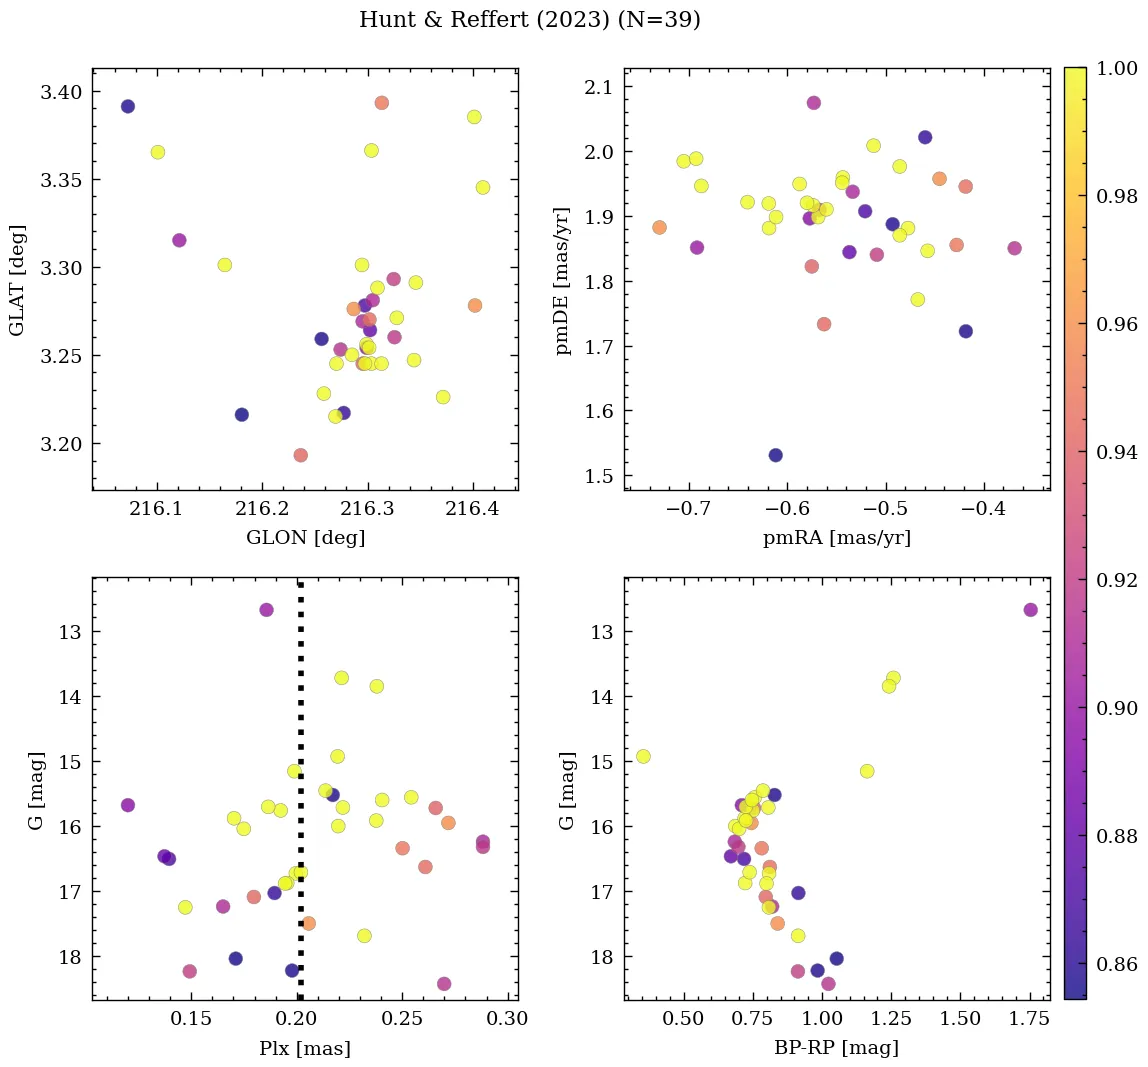 Hunt & Reffert (2023) (N=39)
3.40
3.35
3.30
3.25
3.20
GLAT [deg]
216.1 216.2 216.3 216.4
GLON [deg]
2.1
2.0
1.9
1.8
1.7
1.6
1.5
pmDE [mas/yr]
−0.7 −0.6 −0.5 −0.4
pmRA [mas/yr]
13
14
15
16
17
18
G [mag]
0.15 0.20 0.25 0.30
Plx [mas]
13
14
15
16
17
18
G [mag]
0.50 0.75 1.00 1.25 1.50 1.75
BP-RP [mag]
1.00
0.98
0.96
0.94
0.92
0.90
0.88
0.86